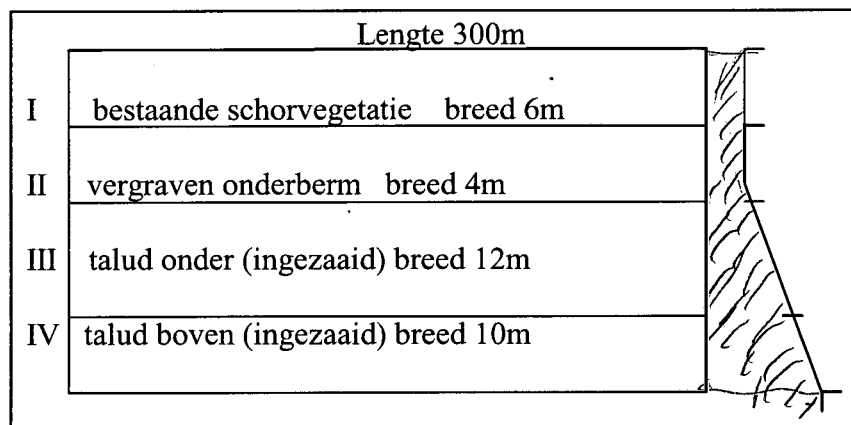 Lengte 300m
I bestaande schorvegetatie breed 6m
II vergraven onderberm breed 4m
III talud onder (ingezaaid) breed 12m
IV talud boven (ingezaaid) breed 10m